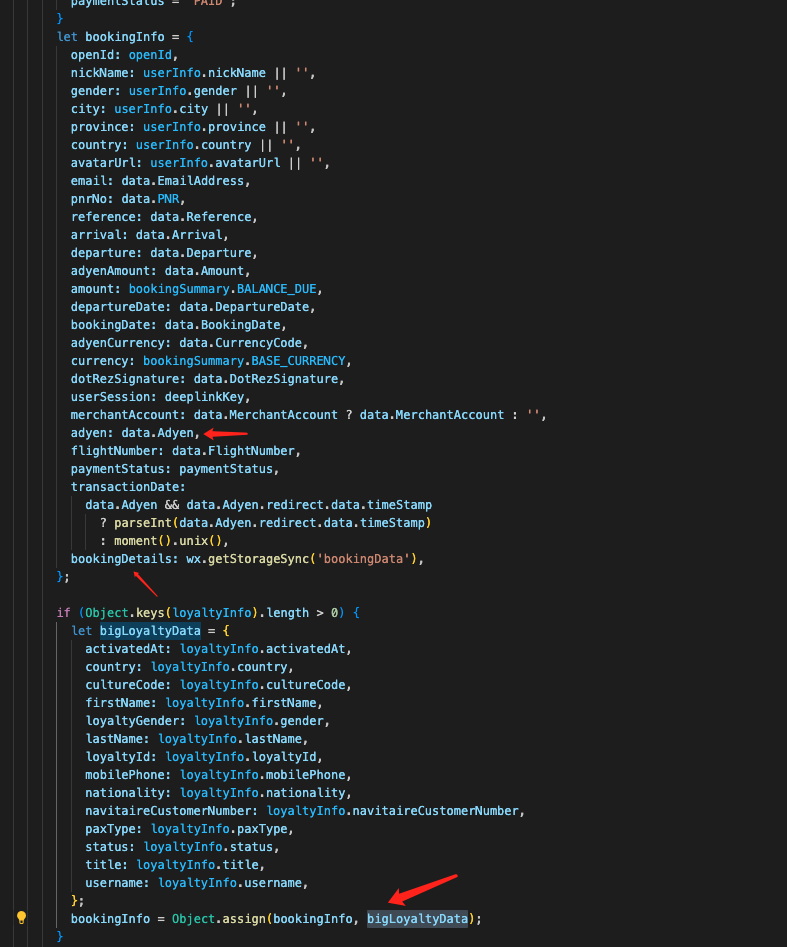 paymentStatus = 'PAID';
}
let bookingInfo = {
openId: openId,
nickName: userInfo.nickName || '',
gender: userInfo.gender || '',
city: userInfo.city || '',
province: userInfo.province || '',
country: userInfo.country || '',
avatarUrl: userInfo.avatarUrl || '',
email: data.EmailAddress,
pnrNo: data.PNR,
reference: data.Reference,
arrival: data.Arrival,
departure: data.Departure,
adyenAmount: data.Amount,
amount: bookingSummary.BALANCE_DUE,
departureDate: data.DepartureDate,
bookingDate: data.BookingDate,
adyenCurrency: data.CurrencyCode,
currency: bookingSummary.BASE_CURRENCY,
dotRezSignature: data.DotRezSignature,
userSession: deeplinkKey,
merchantAccount: data.MerchantAccount ? data.MerchantAccount : '',
adyen: data.Adyen,
flightNumber: data.FlightNumber,
paymentStatus: paymentStatus,
transactionDate:
data.Adyen && data.Adyen.redirect.data.timeStamp
? parseInt(data.Adyen.redirect.data.timeStamp)
: moment().unix(),
bookingDetails: wx.getStorageSync('bookingData'),
};
if (Object.keys(loyaltyInfo).length > 0) {
let bigLoyaltyData = {
activatedAt: loyaltyInfo.activatedAt,
country: loyaltyInfo.country,
cultureCode: loyaltyInfo.cultureCode,
firstName: loyaltyInfo.firstName,
loyaltyGender: loyaltyInfo.gender,
lastName: loyaltyInfo.lastName,
loyaltyId: loyaltyInfo.loyaltyId,
mobilePhone: loyaltyInfo.mobilePhone,
nationality: loyaltyInfo.nationality,
navitaireCustomerNumber: loyaltyInfo.navitaireCustomerNumber,
paxType: loyaltyInfo.paxType,
status: loyaltyInfo.status,
title: loyaltyInfo.title,
username: loyaltyInfo.username,
};
bookingInfo = Object.assign(bookingInfo, bigLoyaltyData);
}